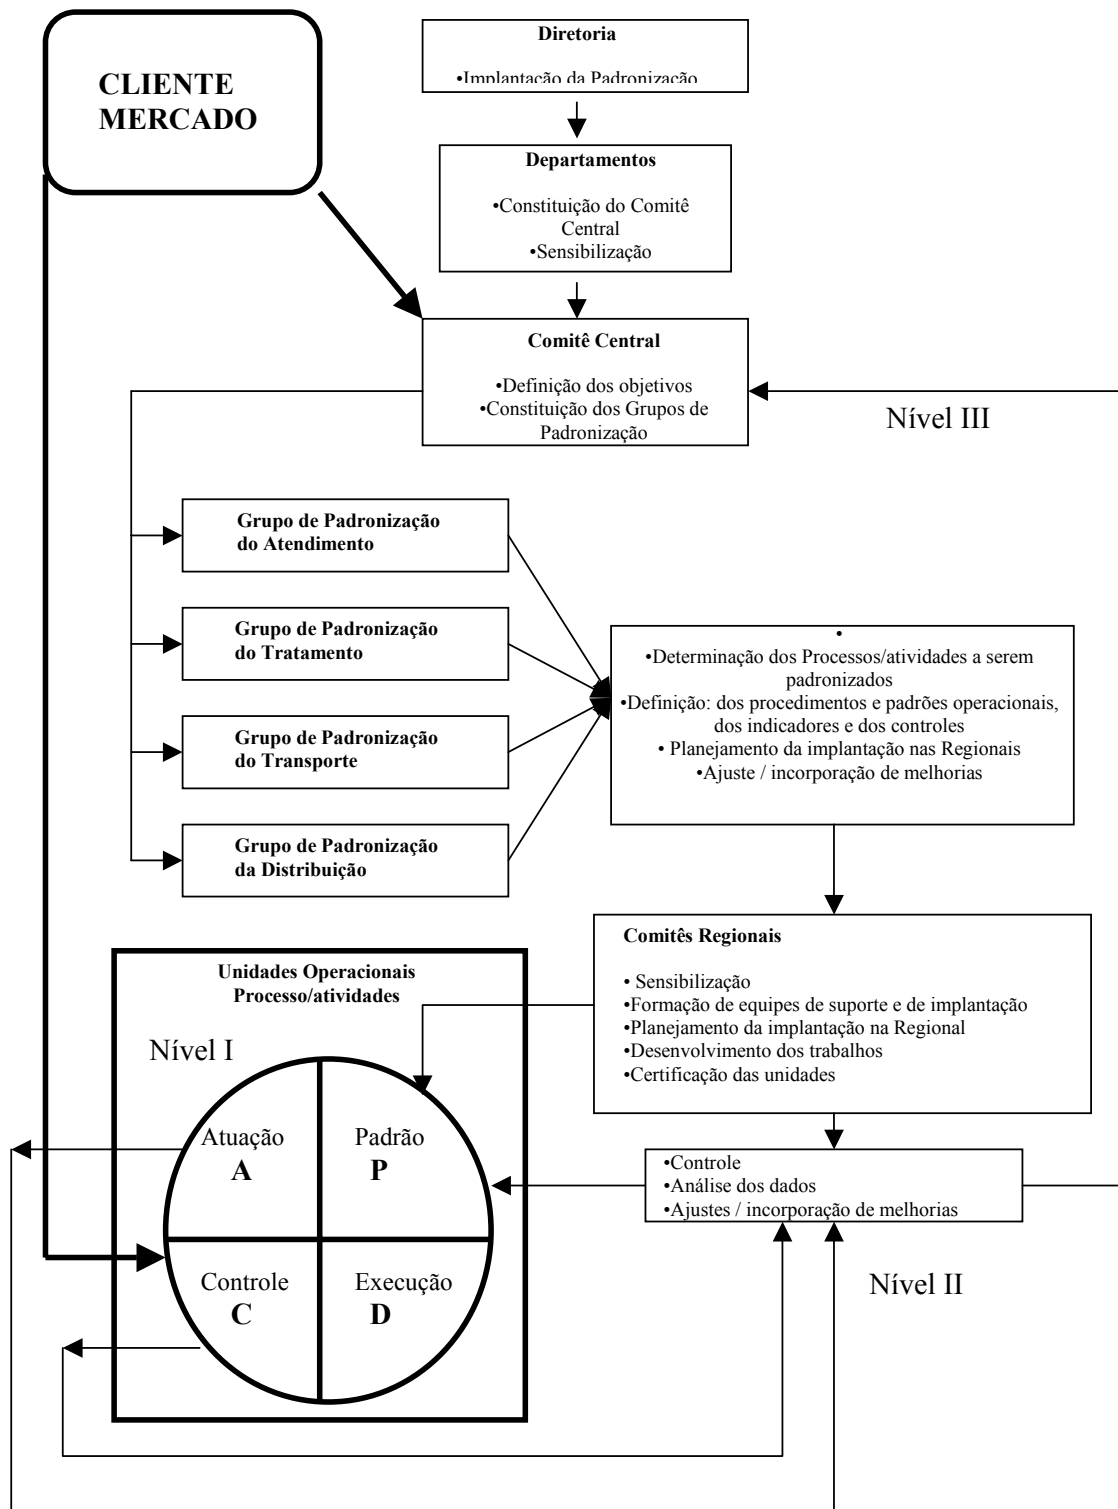 CLIENTE
MERCADO
Diretoria
•Implantação da Padronização
Departamentos
•Constituição do Comitê
Central
•Sensibilização
Comitê Central
•Definição dos objetivos
•Constituição dos Grupos de
Padronização
Nível III
Grupo de Padronização
do Atendimento
Grupo de Padronização
do Tratamento
Grupo de Padronização
do Transporte
Grupo de Padronização
da Distribuição
•
•Determinação dos Processos/atividades a serem
padronizados
•Definição: dos procedimentos e padrões operacionais,
dos indicadores e dos controles
• Planejamento da implantação nas Regionais
•Ajuste / incorporação de melhorias
Comitês Regionais
• Sensibilização
•Formação de equipes de suporte e de implantação
•Planejamento da implantação na Regional
•Desenvolvimento dos trabalhos
•Certificação das unidades
Unidades Operacionais
Processo/atividades
Nível I
Atuação
A
Padrão
P
Controle
C
Execução
D
•Controle
•Análise dos dados
•Ajustes / incorporação de melhorias
Nível II